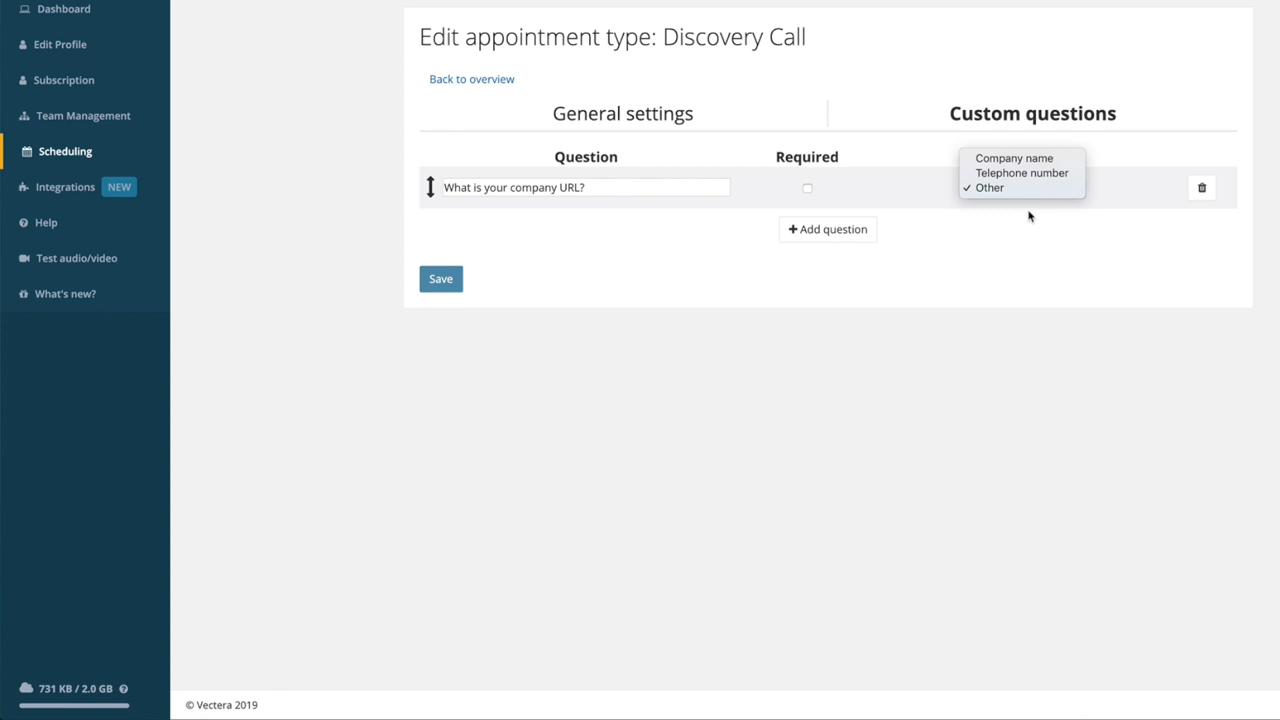 Dashboard
Edit Profile
Subscription
Team Management
Scheduling
Integrations NEW
Help
Test audio/video
What's new?
731 KB / 2.0 GB
Edit appointment type: Discovery Call
Back to overview
General settings
Custom questions
Question
Required
Company name
Telephone number
Other
What is your company URL?
Add question
Save
© Vectera 2019